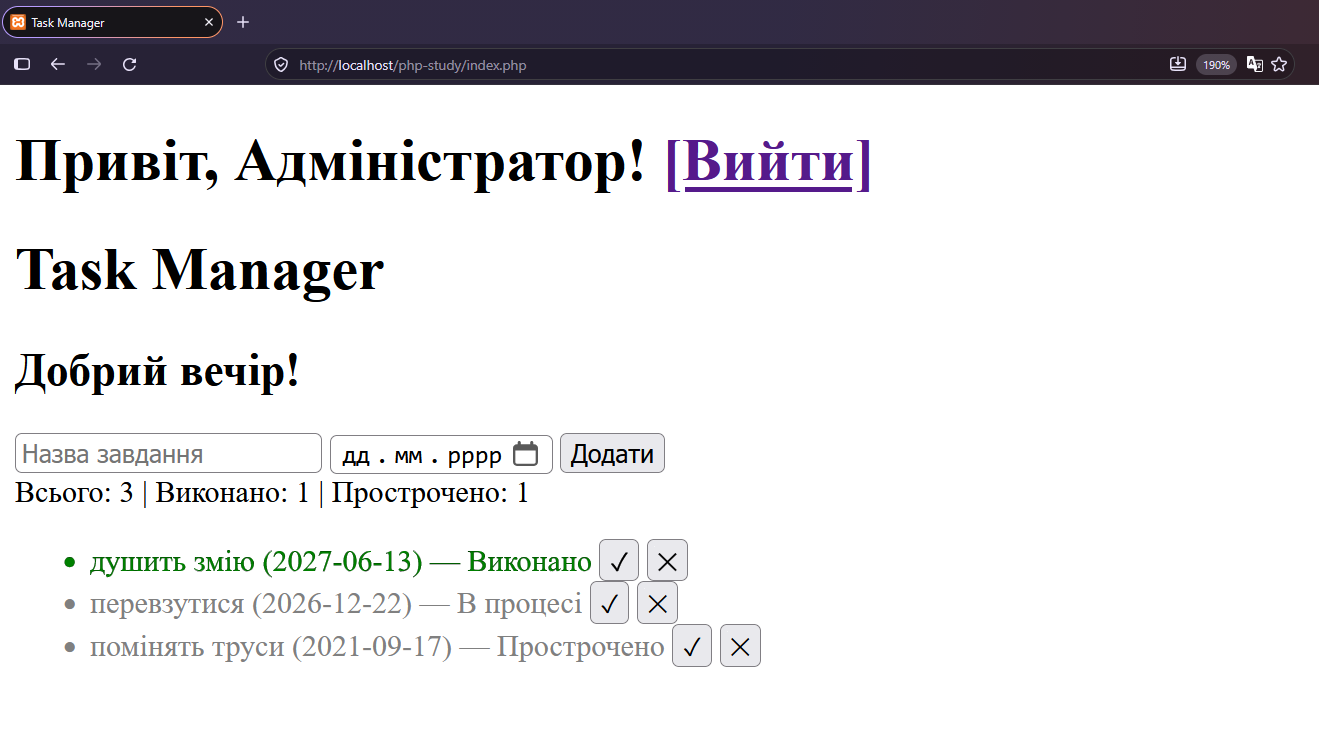 Task Manager
http://localhost/php-study/index.php
190%
Привіт, Адміністратор! [Вийти]
Task Manager
Добрий вечір!
Назва завдання дд . мм . рррр Додати
Всього: 3 | Виконано: 1 | Прострочено: 1
душить змію (2027-06-13) — Виконано ✓ ✕
перевзутися (2026-12-22) — В процесі ✓ ✕
помінять труси (2021-09-17) — Прострочено ✓ ✕